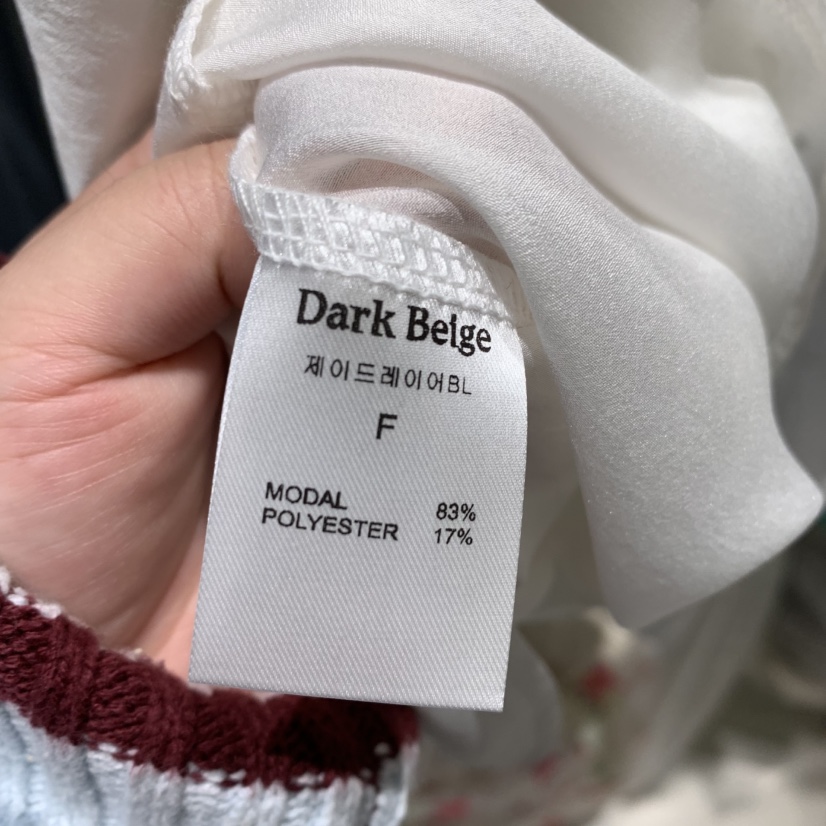 Dark Beige
제이드레이어BL
F
MODAL 83%
POLYESTER 17%